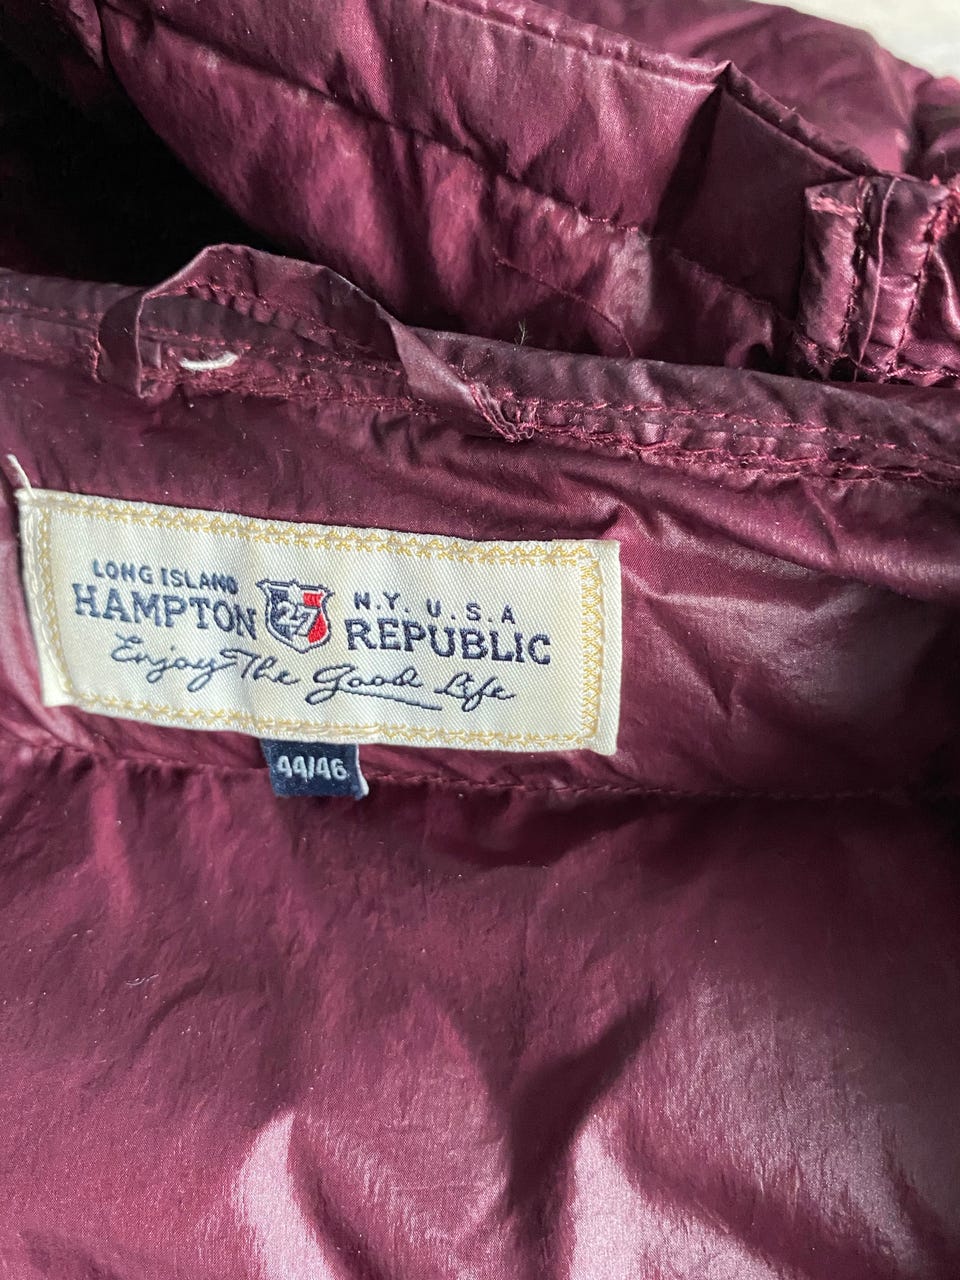 LONG ISLAND
HAMPTON
27
N.Y. U.S.A
REPUBLIC
Enjoy The Good Life
44/46